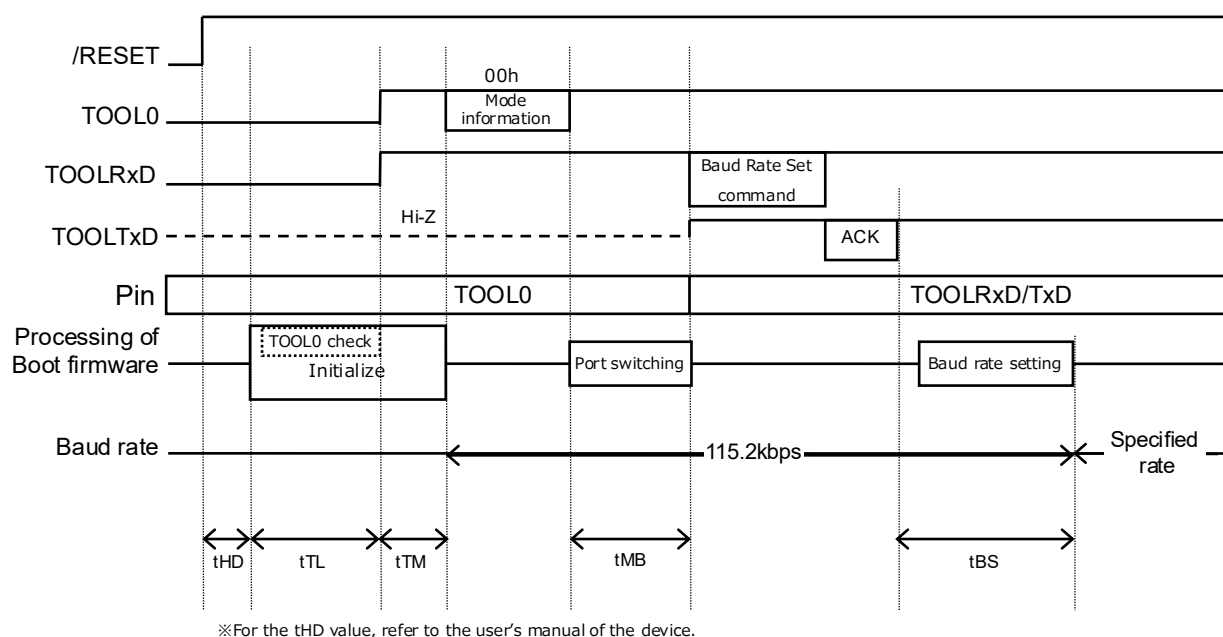 /RESET
00h
TOOL0
Mode
information
TOOLRxD
Baud Rate Set
command
Hi-Z
TOOLTxD
ACK
Pin
TOOL0
TOOLRxD/TxD
Processing of
Boot firmware
TOOL0 check
Initialize
Port switching
Baud rate setting
Baud rate
115.2kbps
Specified
rate
tHD
tTL
tTM
tMB
tBS
※For the tHD value, refer to the user’s manual of the device.